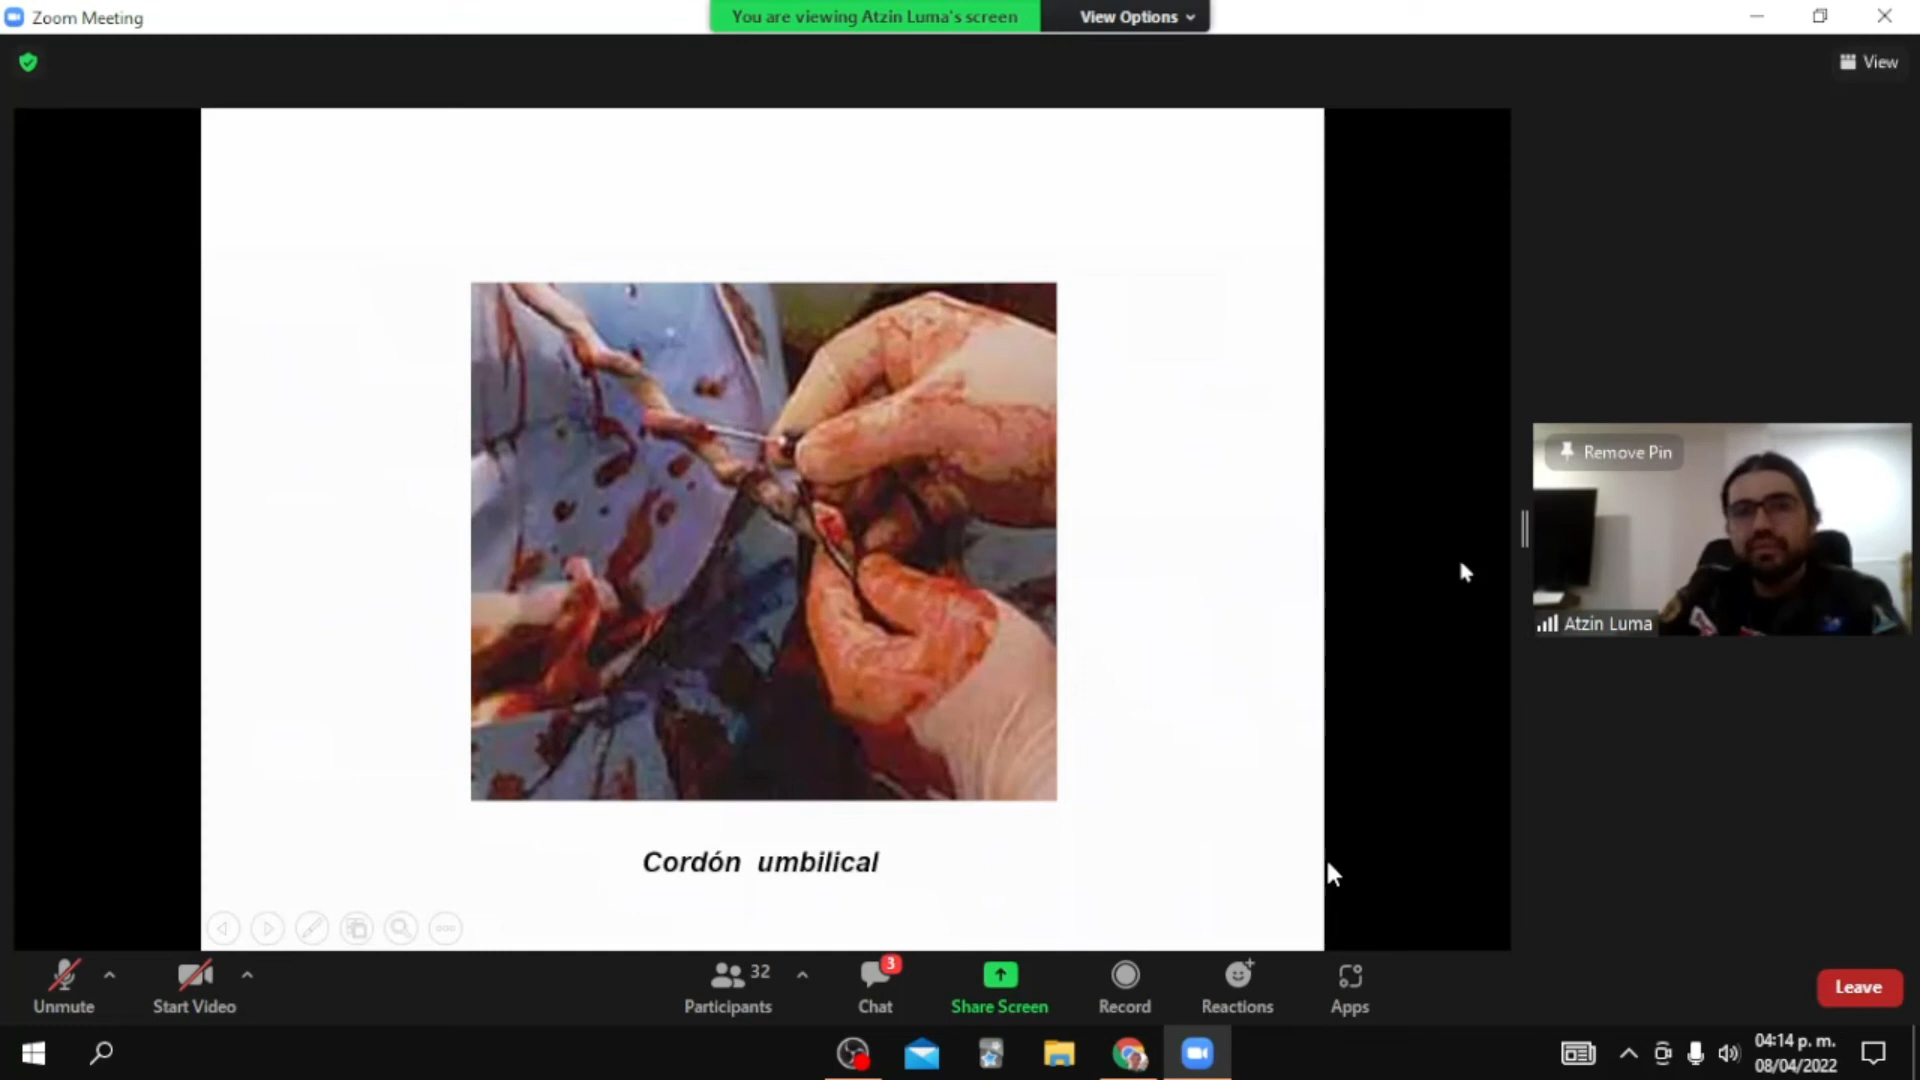 Zoom Meeting
You are viewing Atzin Luma's screen
View Options
View
Remove Pin
Atzin Luma
Cordón umbilical
Unmute
Start Video
32
Participants
3
Chat
Share Screen
Record
Reactions
Apps
Leave
04:14 p. m.
08/04/2022